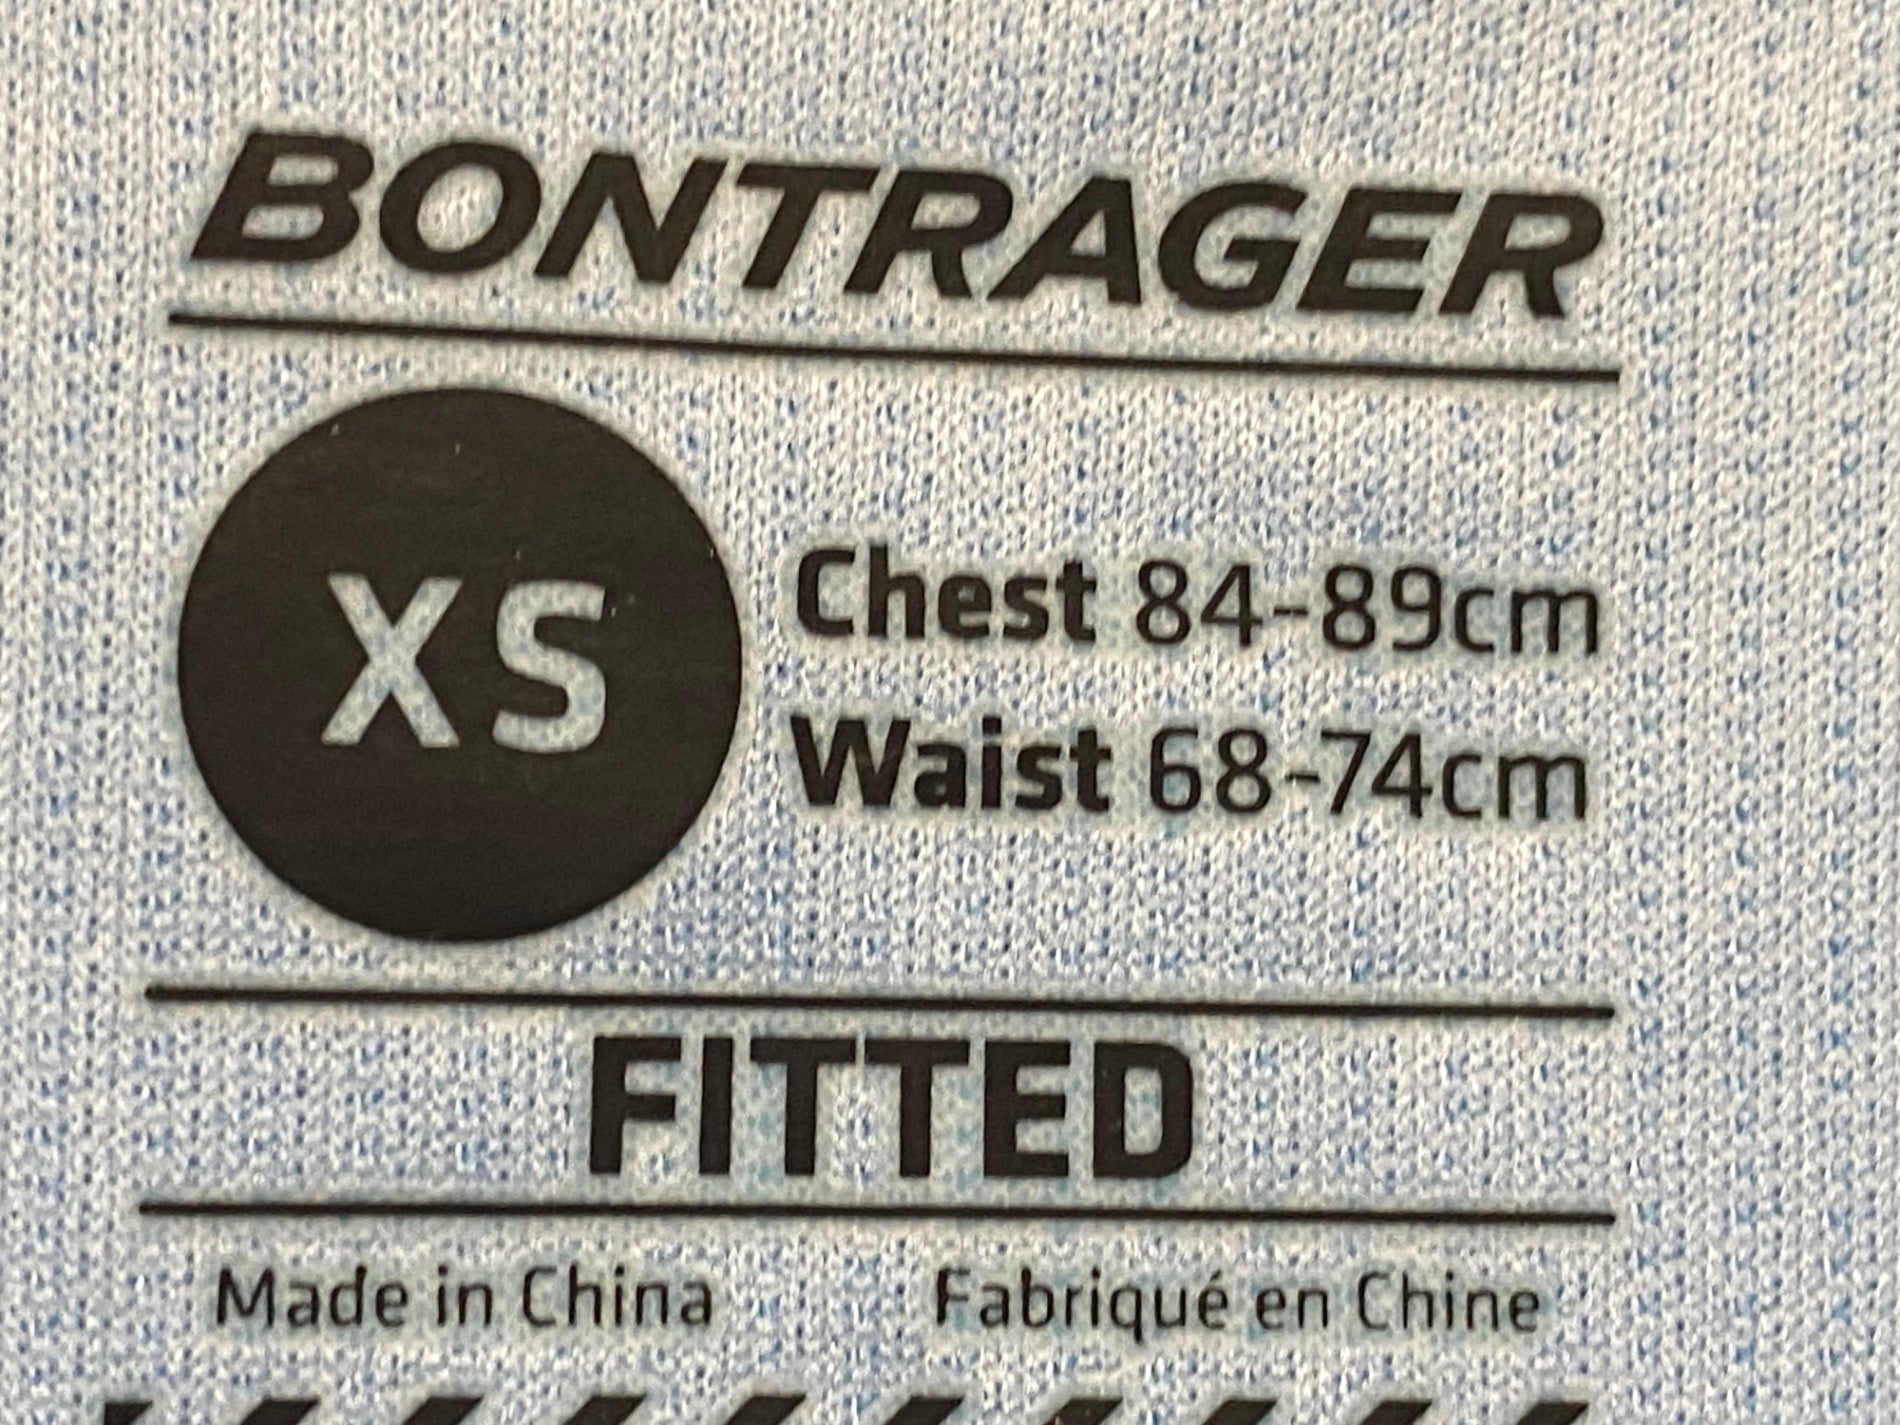 BONTRAGER
XS
Chest 84-89cm
Waist 68-74cm
FITTED
Made in China
Fabriqué en Chine